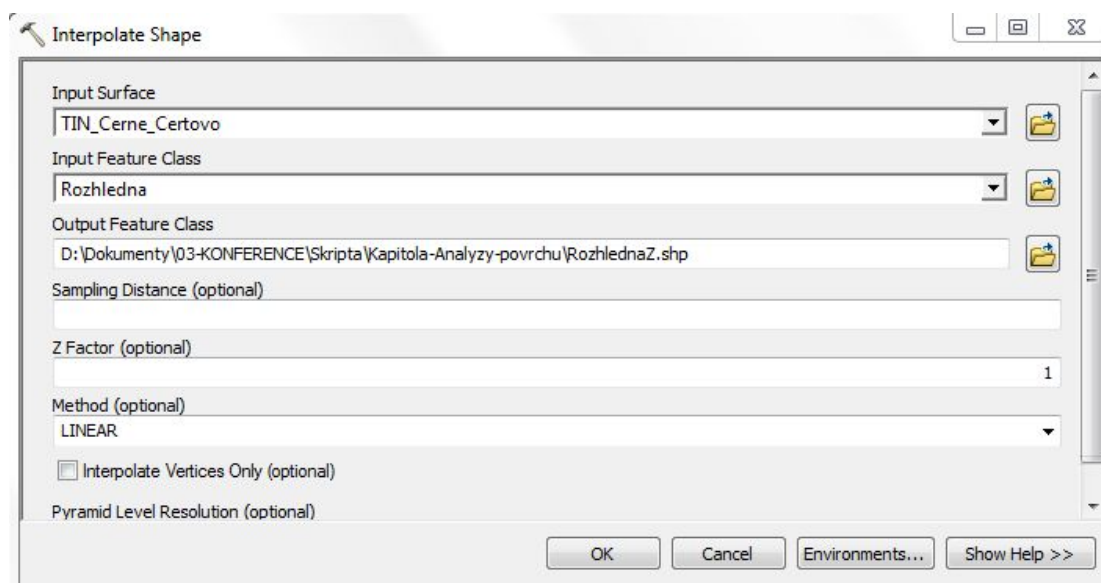 Interpolate Shape
Input Surface
TIN_Cerne_Certovo
Input Feature Class
Rozhledna
Output Feature Class
D:\Dokumenty\03-KONFERENCE\Skripta\Kapitola-Analyzy-povrchu\RozhlednaZ.shp
Sampling Distance (optional)
Z Factor (optional)
1
Method (optional)
LINEAR
Interpolate Vertices Only (optional)
Pyramid Level Resolution (optional)
OK Cancel Environments... Show Help >>